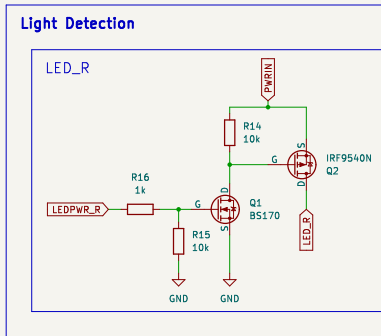 Light Detection
LED_R
PWRIN
R14
10k
S
G
D
IRF9540N
Q2
R16
1k
D
G
S
Q1
BS170
LEDPWR_R
R15
10k
LED_R
GND
GND